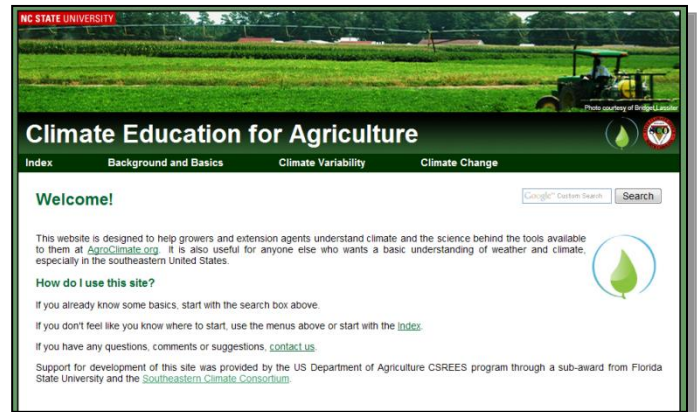 NC STATE UNIVERSITY
Photo courtesy of Bridget Lassiter
Climate Education for Agriculture
SCO
Index Background and Basics Climate Variability Climate Change
Welcome!
Google™ Custom Search Search
This website is designed to help growers and extension agents understand climate and the science behind the tools available
to them at AgroClimate.org. It is also useful for anyone else who wants a basic understanding of weather and climate,
especially in the southeastern United States.
How do I use this site?
If you already know some basics, start with the search box above.
If you don't feel like you know where to start, use the menus above or start with the Index.
If you have any questions, comments or suggestions, contact us.
Support for development of this site was provided by the US Department of Agriculture CSREES program through a sub-award from Florida
State University and the Southeastern Climate Consortium.